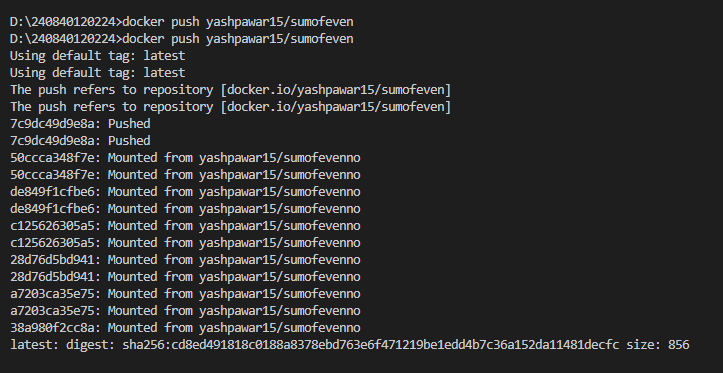 D:\240840120224>docker push yashpawar15/sumofeven
D:\240840120224>docker push yashpawar15/sumofeven
Using default tag: latest
Using default tag: latest
The push refers to repository [docker.io/yashpawar15/sumofeven]
The push refers to repository [docker.io/yashpawar15/sumofeven]
7c9dc49d9e8a: Pushed
7c9dc49d9e8a: Pushed
50ccca348f7e: Mounted from yashpawar15/sumofevenno
50ccca348f7e: Mounted from yashpawar15/sumofevenno
de849f1cfbe6: Mounted from yashpawar15/sumofevenno
de849f1cfbe6: Mounted from yashpawar15/sumofevenno
c125626305a5: Mounted from yashpawar15/sumofevenno
c125626305a5: Mounted from yashpawar15/sumofevenno
28d76d5bd941: Mounted from yashpawar15/sumofevenno
28d76d5bd941: Mounted from yashpawar15/sumofevenno
a7203ca35e75: Mounted from yashpawar15/sumofevenno
a7203ca35e75: Mounted from yashpawar15/sumofevenno
38a980f2cc8a: Mounted from yashpawar15/sumofevenno
latest: digest: sha256:cd8ed491818c0188a8378ebd763e6f471219be1edd4b7c36a152da11481decfc size: 856